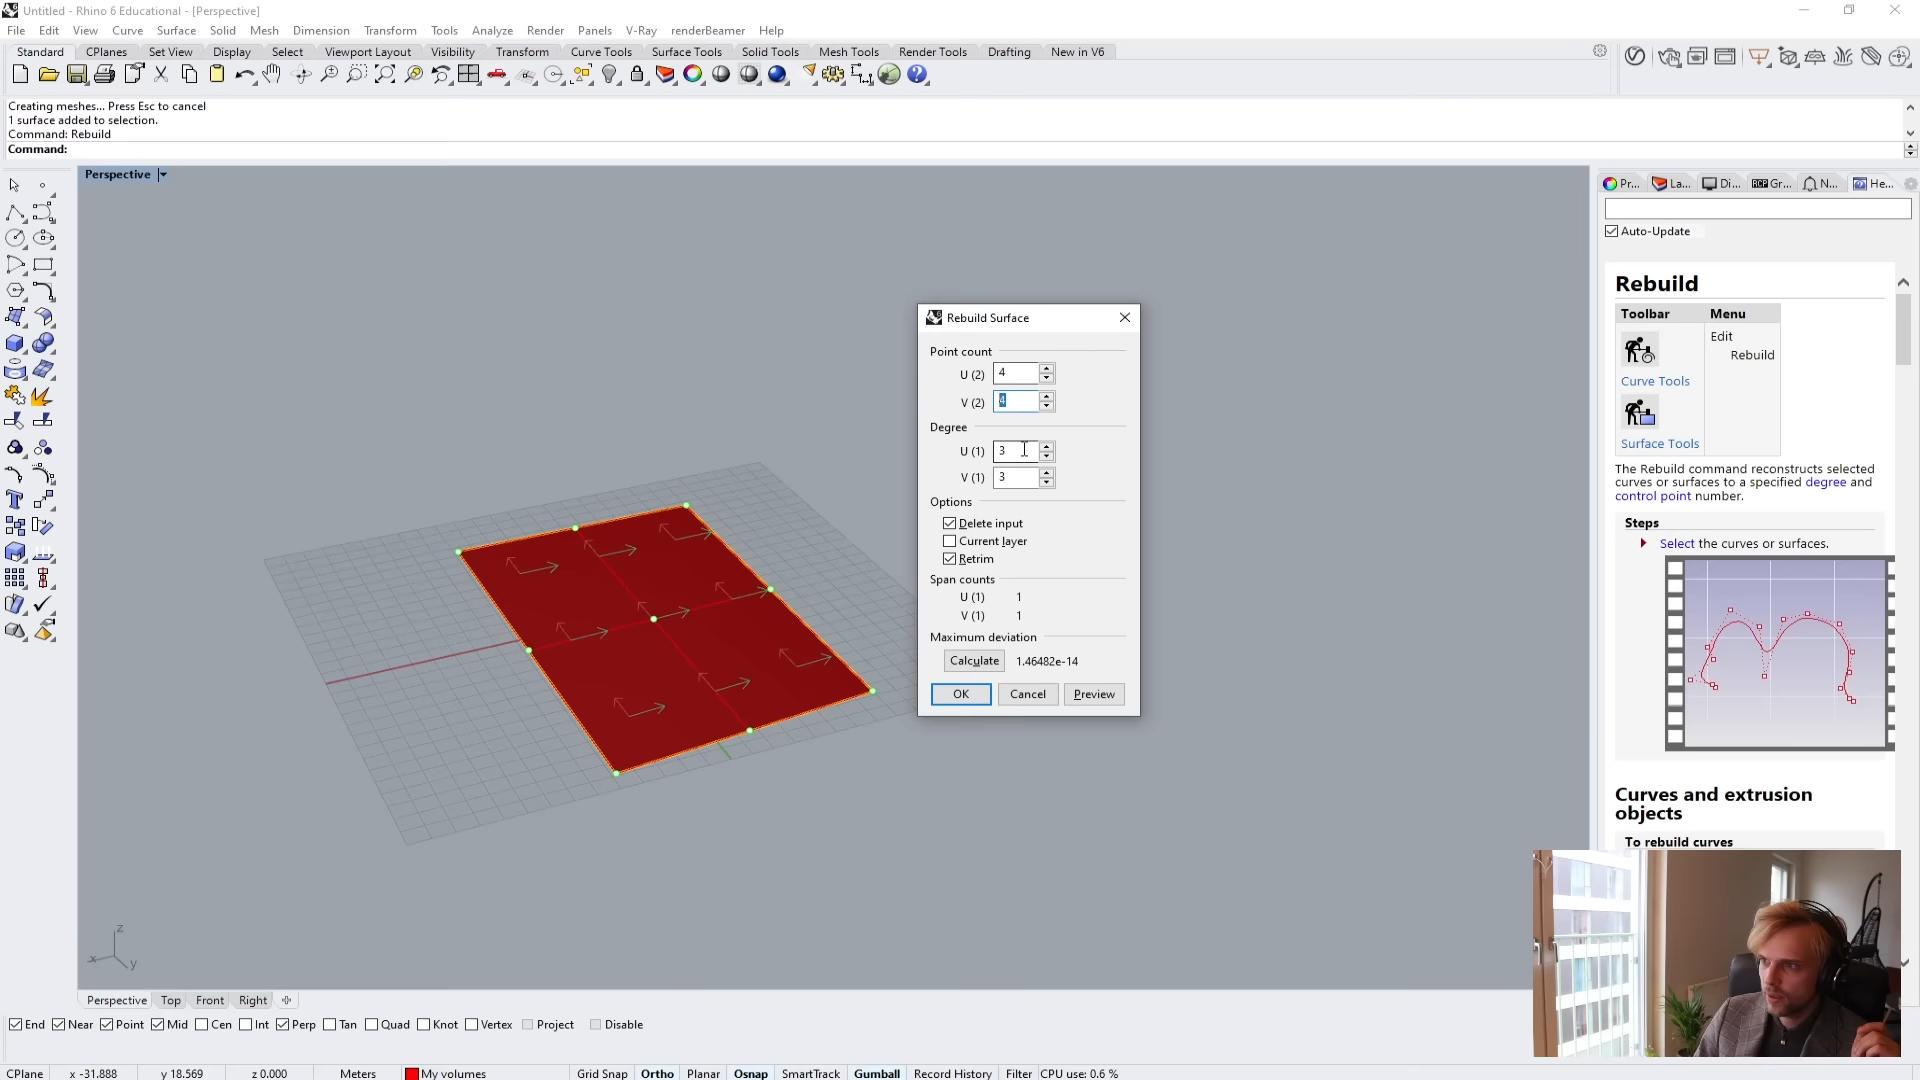 Untitled - Rhino 6 Educational - [Perspective]
File Edit View Curve Surface Solid Mesh Dimension Transform Tools Analyze Render Panels V-Ray renderBeamer Help
Standard CPlanes Set View Display Select Viewport Layout Visibility Transform Curve Tools Surface Tools Solid Tools Mesh Tools Render Tools Drafting New in V6
Creating meshes... Press Esc to cancel
1 surface added to selection.
Command: Rebuild
Command:
Perspective
Pr... La... Di... Gr... N... He...
Auto-Update
Rebuild
Toolbar Menu
Edit
Rebuild
Curve Tools
Surface Tools
The Rebuild command reconstructs selected
curves or surfaces to a specified degree and
control point number.
Steps
Select the curves or surfaces.
Curves and extrusion
objects
To rebuild curves
Rebuild Surface
Point count
U (2) 4
V (2) 4
Degree
U (1) 3
V (1) 3
Options
Delete input
Current layer
Retrim
Span counts
U (1) 1
V (1) 1
Maximum deviation
Calculate 1.46482e-14
OK Cancel Preview
z
x
y
Perspective Top Front Right
End Near Point Mid Cen Int Perp Tan Quad Knot Vertex Project Disable
CPlane x -31.888 y 18.569 z 0.000 Meters My volumes Grid Snap Ortho Planar Osnap SmartTrack Gumball Record History Filter CPU use: 0.6 %